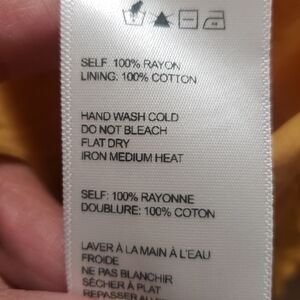 SELF: 100% RAYON
LINING: 100% COTTON
HAND WASH COLD
DO NOT BLEACH
FLAT DRY
IRON MEDIUM HEAT
SELF: 100% RAYONNE
DOUBLURE: 100% COTON
LAVER À LA MAIN À L'EAU
FROIDE
NE PAS BLANCHIR
SÉCHER À PLAT
REPASSER